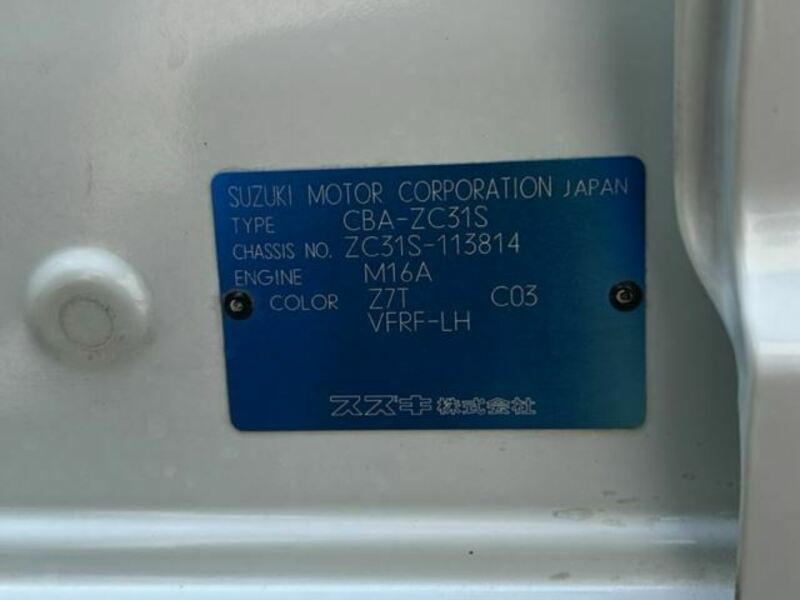 SUZUKI MOTOR CORPORATION JAPAN
TYPE CBA-ZC31S
CHASSIS NO. ZC31S-113814
ENGINE M16A
COLOR Z7T C03
VFRF-LH
スズキ株式会社